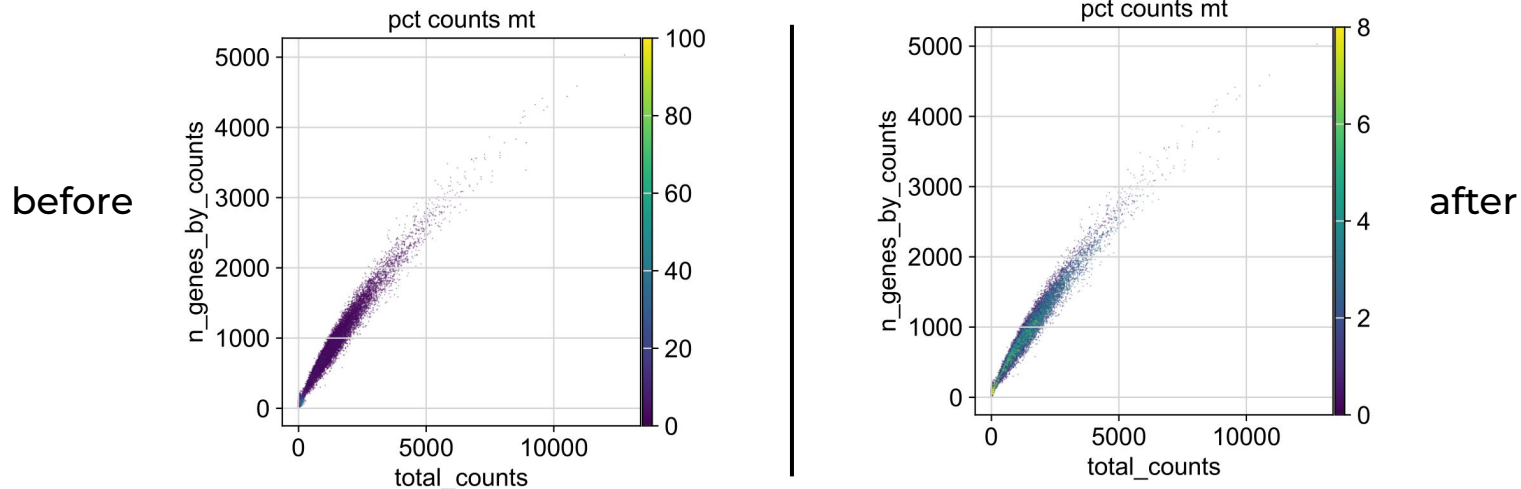 before
pct counts mt
n_genes_by_counts
5000
4000
3000
2000
1000
0
0 5000 10000
total_counts
100
80
60
40
20
0
pct counts mt
n_genes_by_counts
5000
4000
3000
2000
1000
0
0 5000 10000
total_counts
8
6
4
2
0
after